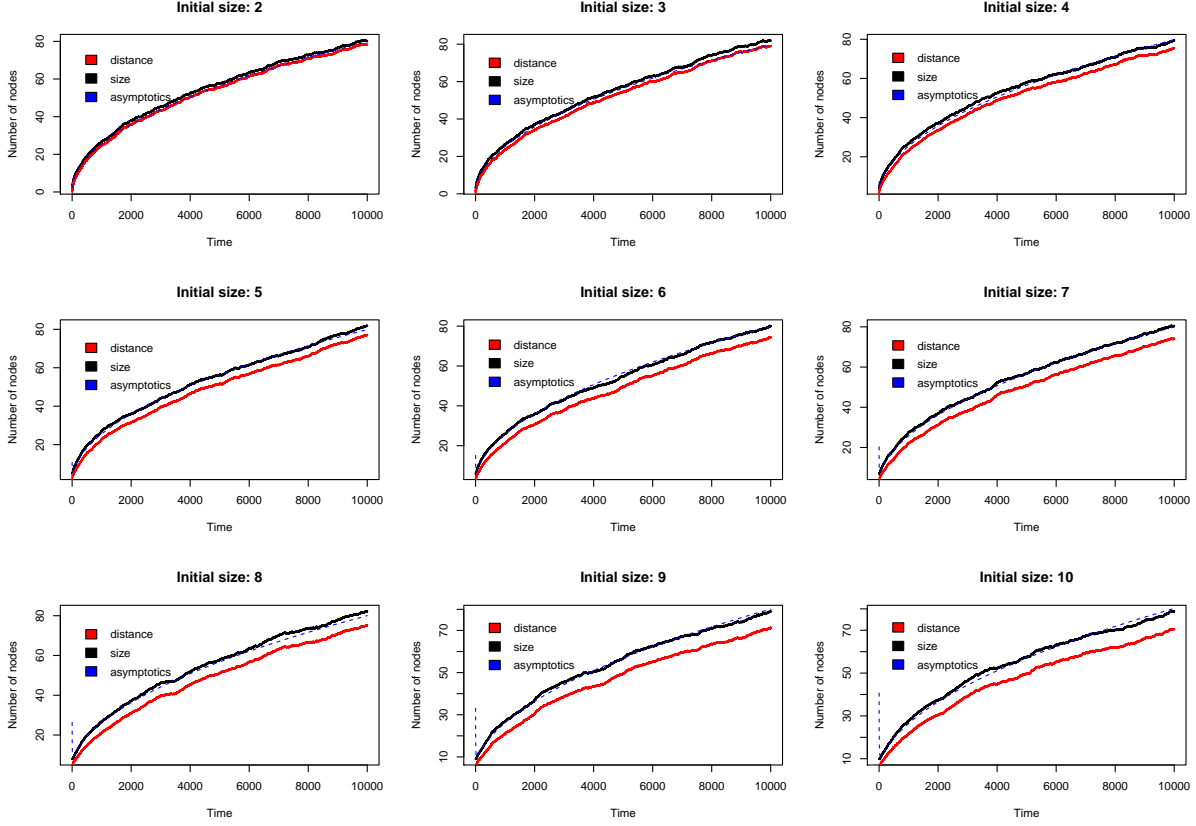 Initial size: 2
Number of nodes
0 20 40 60 80
distance
size
asymptotics
0 2000 4000 6000 8000 10000
Time
Initial size: 3
Number of nodes
0 20 40 60 80
distance
size
asymptotics
0 2000 4000 6000 8000 10000
Time
Initial size: 4
Number of nodes
20 40 60 80
distance
size
asymptotics
0 2000 4000 6000 8000 10000
Time
Initial size: 5
Number of nodes
20 40 60 80
distance
size
asymptotics
0 2000 4000 6000 8000 10000
Time
Initial size: 6
Number of nodes
20 40 60 80
distance
size
asymptotics
0 2000 4000 6000 8000 10000
Time
Initial size: 7
Number of nodes
20 40 60 80
distance
size
asymptotics
0 2000 4000 6000 8000 10000
Time
Initial size: 8
Number of nodes
20 40 60 80
distance
size
asymptotics
0 2000 4000 6000 8000 10000
Time
Initial size: 9
Number of nodes
10 30 50 70
distance
size
asymptotics
0 2000 4000 6000 8000 10000
Time
Initial size: 10
Number of nodes
10 30 50 70
distance
size
asymptotics
0 2000 4000 6000 8000 10000
Time